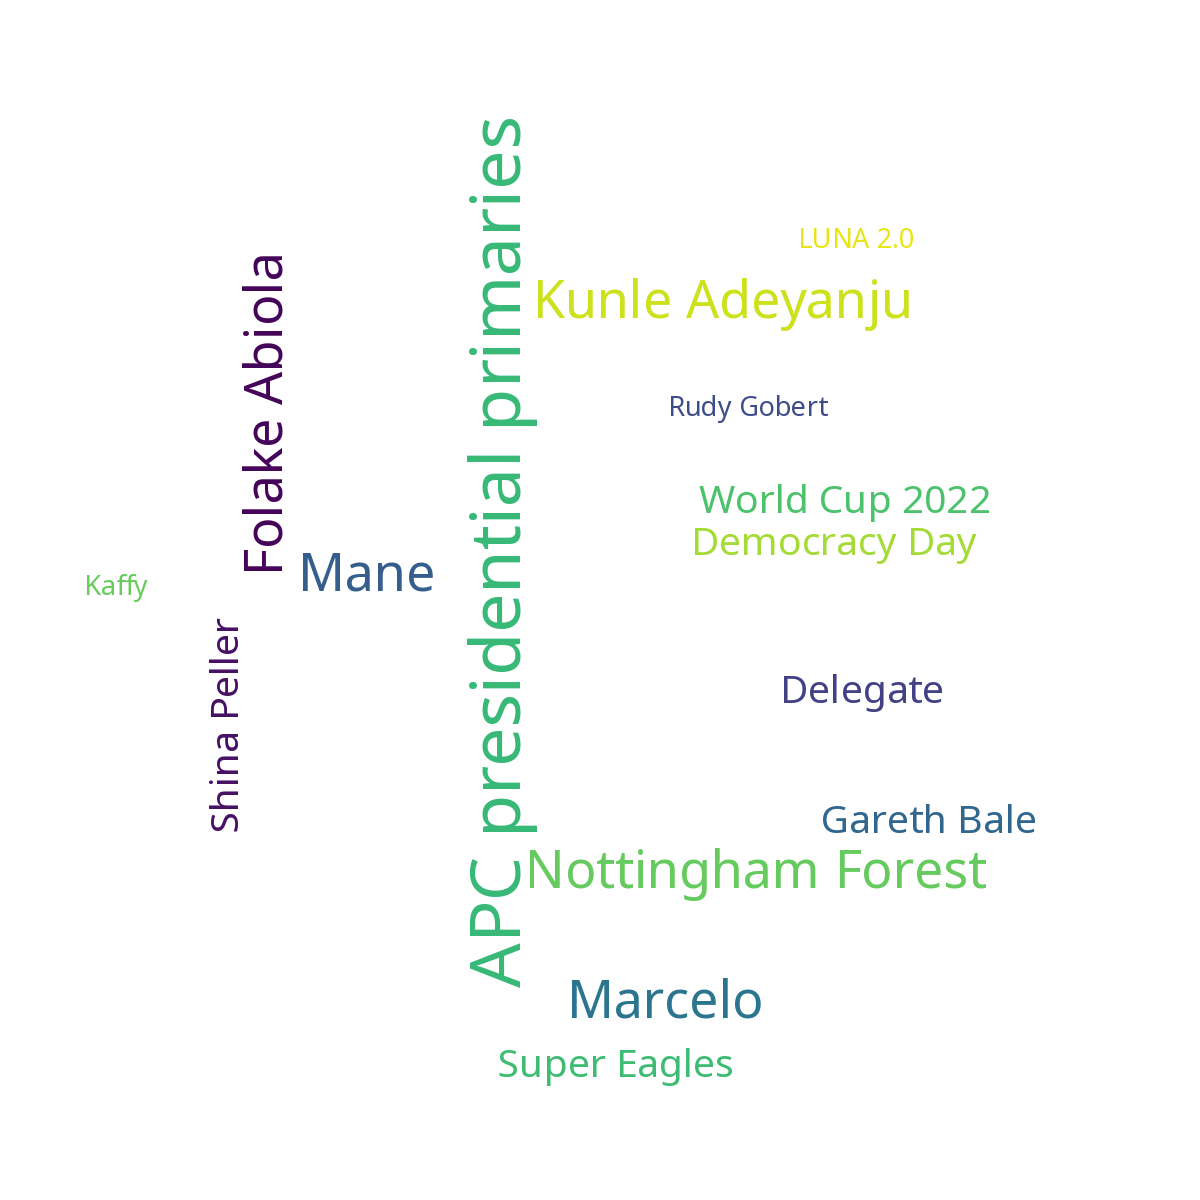 APC presidential primaries
LUNA 2.0
Kunle Adeyanju
Folake Abiola
Rudy Gobert
World Cup 2022
Democracy Day
Mane
Kaffy
Shina Peller
Delegate
Gareth Bale
Nottingham Forest
Marcelo
Super Eagles